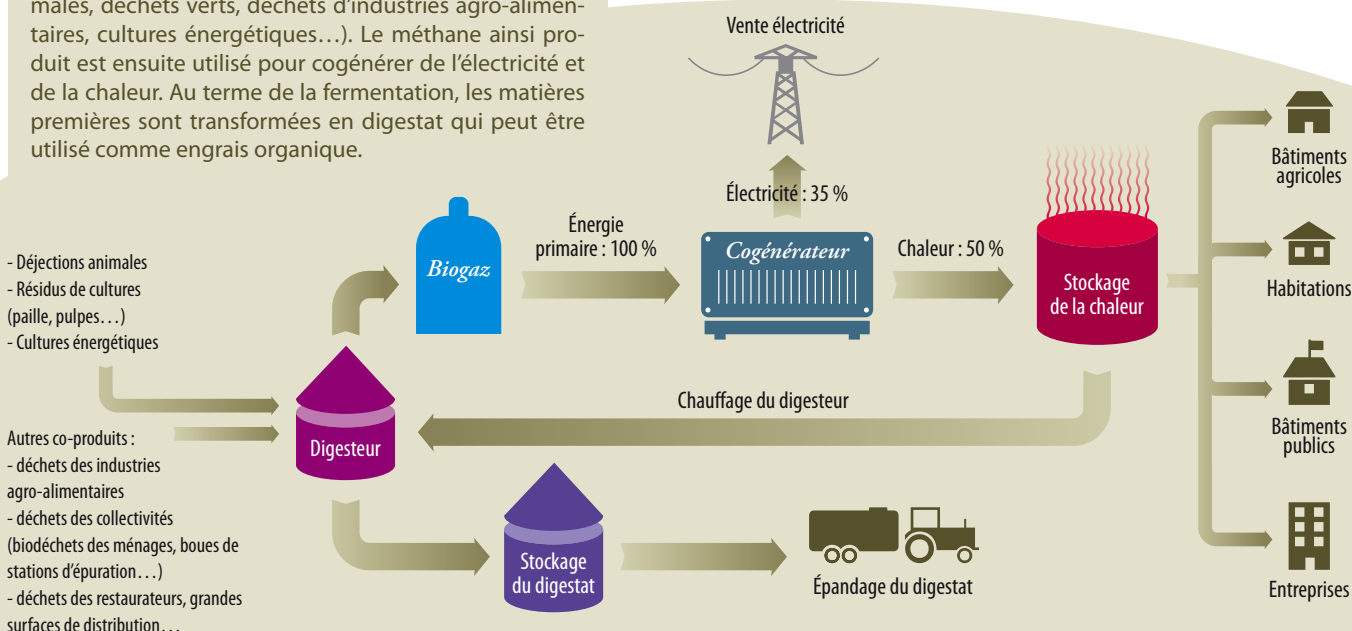 males, déchets verts, déchets d'industries agro-alimen-
taires, cultures énergétiques…). Le méthane ainsi pro-
duit est ensuite utilisé pour cogénérer de l'électricité et
de la chaleur. Au terme de la fermentation, les matières
premières sont transformées en digestat qui peut être
utilisé comme engrais organique.
Vente électricité
Électricité : 35 %
Énergie
primaire : 100 %
Biogaz
Cogénérateur
Chaleur : 50 %
Stockage
de la chaleur
Bâtiments
agricoles
Habitations
Bâtiments
publics
Entreprises
- Déjections animales
- Résidus de cultures
(paille, pulpes…)
- Cultures énergétiques
Autres co-produits :
- déchets des industries
agro-alimentaires
- déchets des collectivités
(biodéchets des ménages, boues de
stations d'épuration…)
- déchets des restaurateurs, grandes
surfaces de distribution…
Digesteur
Chauffage du digesteur
Stockage
du digestat
Épandage du digestat